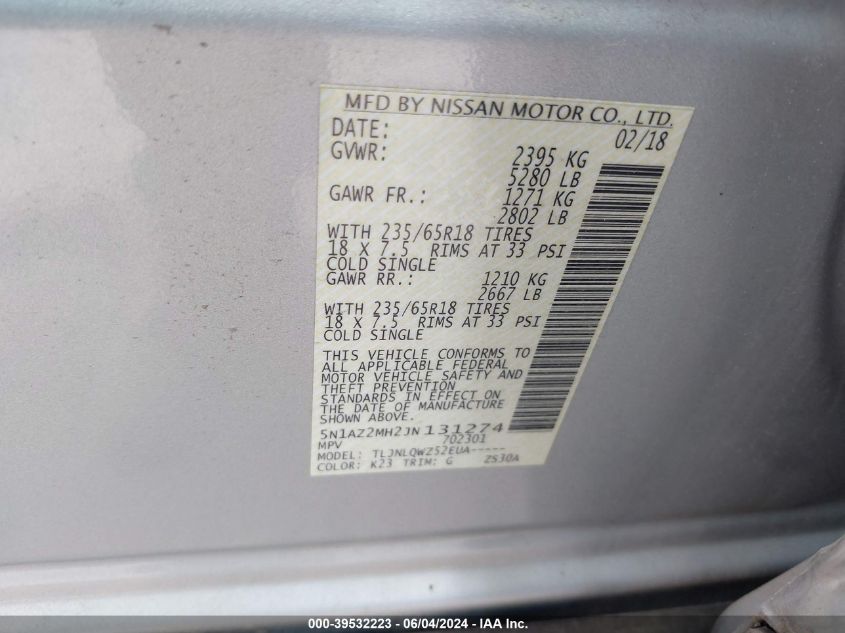 MFD BY NISSAN MOTOR CO., LTD.
DATE: 02/18
GVWR: 2395 KG
5280 LB
GAWR FR.: 1271 KG
2802 LB
WITH 235/65R18 TIRES
18 X 7.5 RIMS AT 33 PSI
COLD SINGLE
GAWR RR.: 1210 KG
2667 LB
WITH 235/65R18 TIRES
18 X 7.5 RIMS AT 33 PSI
COLD SINGLE
THIS VEHICLE CONFORMS TO
ALL APPLICABLE FEDERAL
MOTOR VEHICLE SAFETY AND
THEFT PREVENTION
STANDARDS IN EFFECT ON
THE DATE OF MANUFACTURE
SHOWN ABOVE.
5N1AZ2MH2JN131274
MPV 702301
MODEL: TLJNLQWZ52EUA-----
COLOR: K23 TRIM: G ZS30A
000-39532223 - 06/04/2024 - IAA Inc.